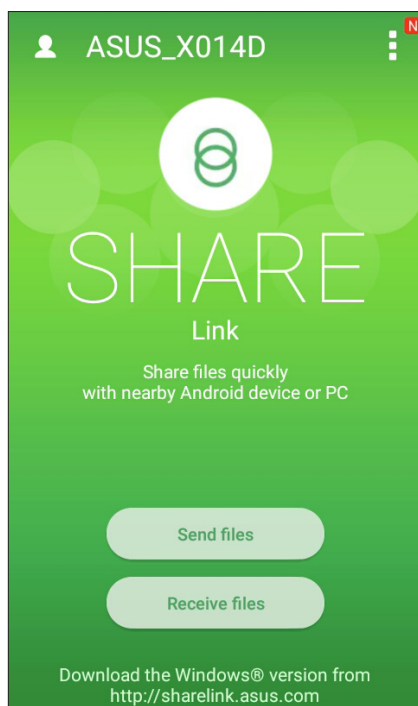 ASUS_X014D
N
SHARE
Link
Share files quickly
with nearby Android device or PC
Send files
Receive files
Download the Windows® version from
http://sharelink.asus.com